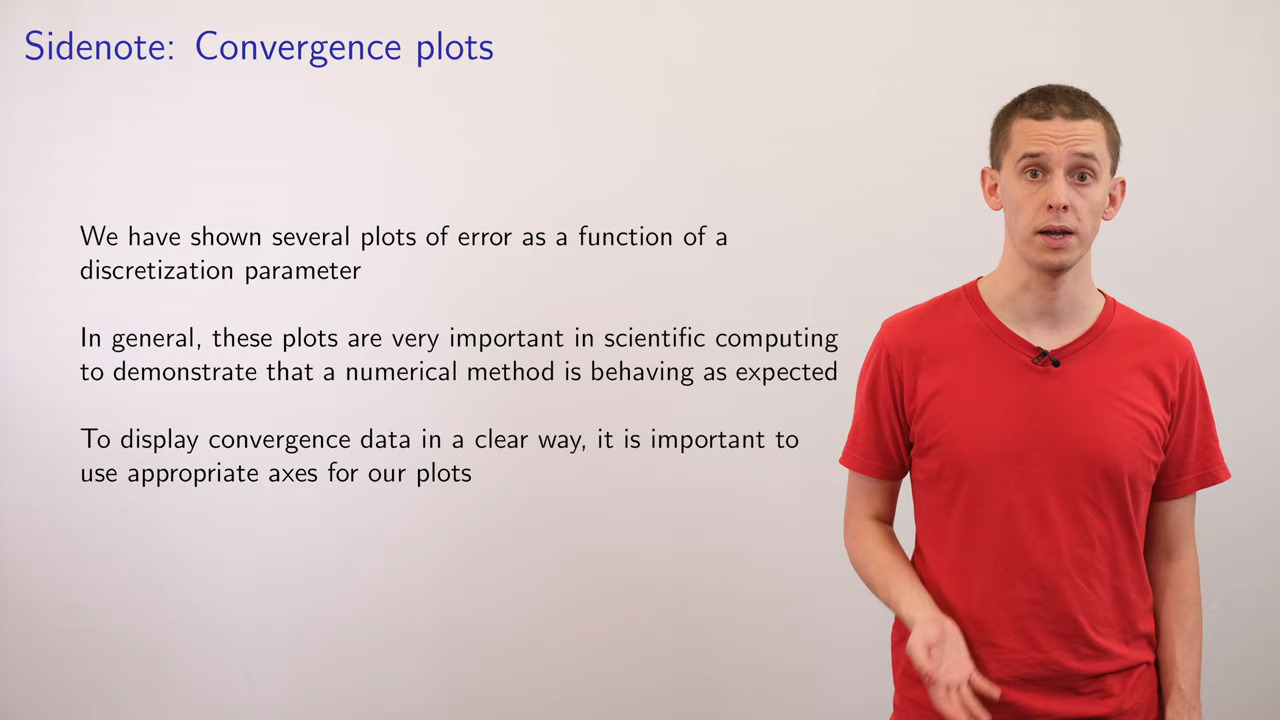 Sidenote: Convergence plots
We have shown several plots of error as a function of a
discretization parameter
In general, these plots are very important in scientific computing
to demonstrate that a numerical method is behaving as expected
To display convergence data in a clear way, it is important to
use appropriate axes for our plots